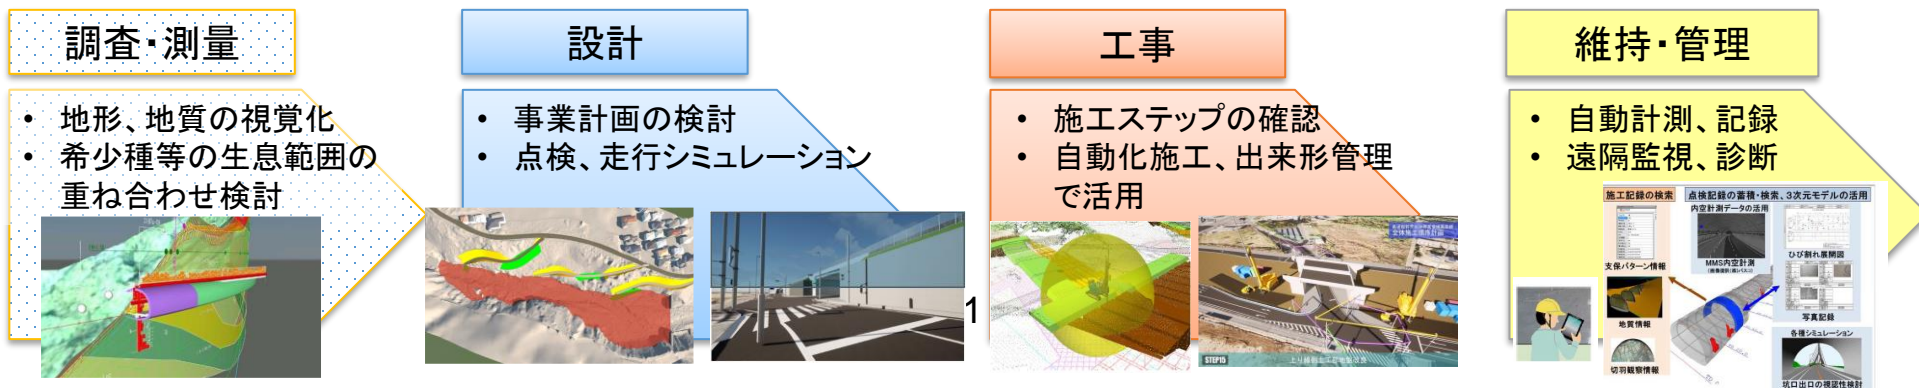 調査・測量
• 地形、地質の視覚化
• 希少種等の生息範囲の
重ね合わせ検討
設計
• 事業計画の検討
• 点検、走行シミュレーション
1
工事
• 施工ステップの確認
• 自動化施工、出来形管理
で活用
STEP15
維持・管理
• 自動計測、記録
• 遠隔監視、診断
施工記録の検索
点検記録の蓄積・検索、3次元モデルの活用
内空計測データの活用
支保パターン情報
MMS内空計測
ひび割れ展開図
地質情報
写真記録
切羽観察情報
各種シミュレーション
坑口出口の視認性検討